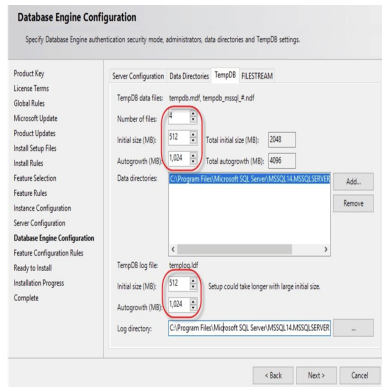 Database Engine Configuration
Specify Database Engine authentication security mode, administrators, data directories and TempDB settings.
Product Key
License Terms
Global Rules
Microsoft Update
Product Updates
Install Setup Files
Install Rules
Feature Selection
Feature Rules
Instance Configuration
Server Configuration
Database Engine Configuration
Feature Configuration Rules
Ready to Install
Installation Progress
Complete
Server Configuration Data Directories TempDB FILESTREAM
TempDB data files: tempdb.mdf, tempdb_mssql_#.ndf
Number of files: 4
Initial size (MB): 512 Total initial size (MB): 2048
Autogrowth (MB): 1,024 Total autogrowth (MB): 4096
Data directories: C:\Program Files\Microsoft SQL Server\MSSQL14.MSSQLSERVER
Add...
Remove
TempDB log file: templog.ldf
Initial size (MB): 512 Setup could take longer with large initial size.
Autogrowth (MB): 1,024
Log directory: C:\Program Files\Microsoft SQL Server\MSSQL14.MSSQLSERVER ...
< Back Next > Cancel